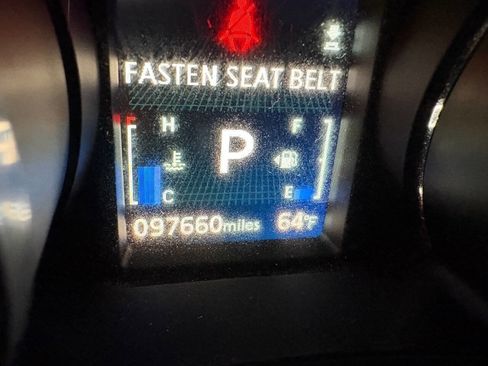 FASTEN SEAT BELT
H P F
C E
097660miles 64°F